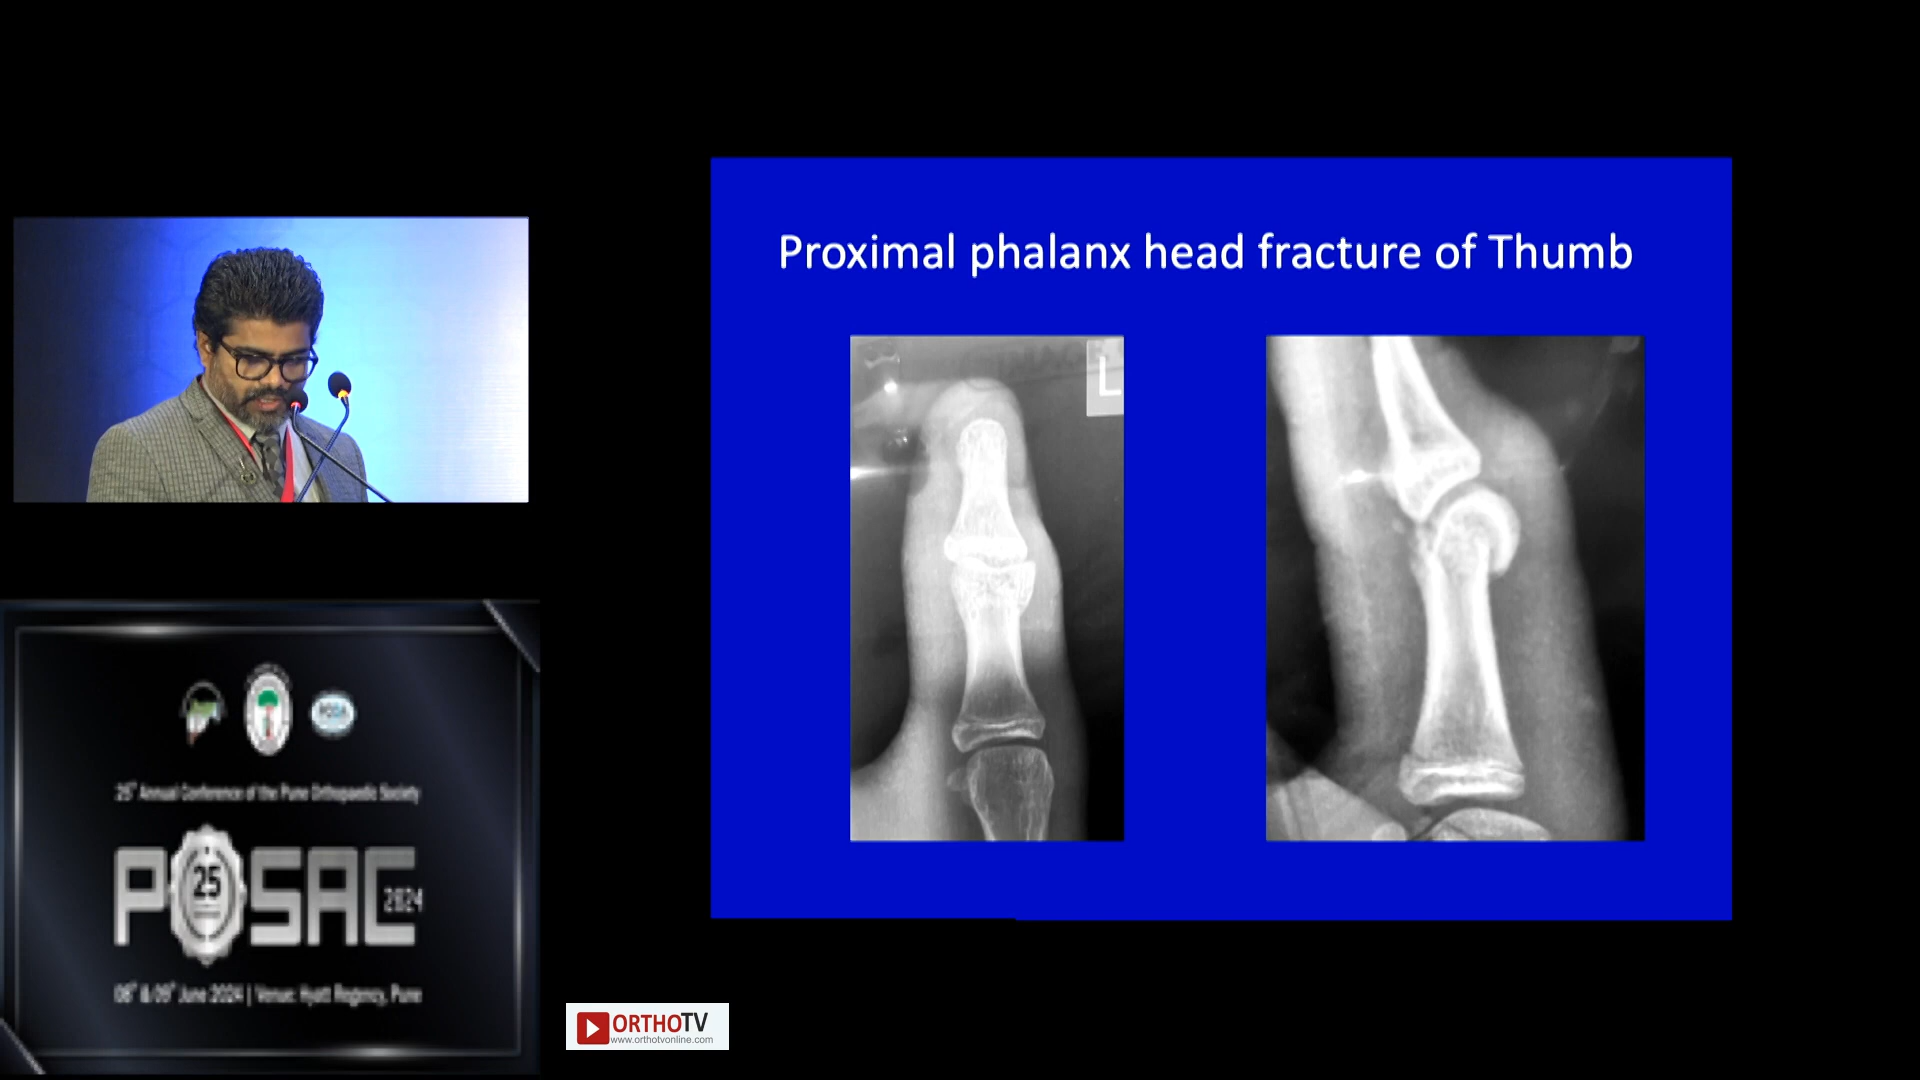 Proximal phalanx head fracture of Thumb
L
25th Annual Conference of the Pune Orthopaedic Society
POSAC
25
2024
08th & 09th June 2024 | Venue: Hyatt Regency, Pune
ORTHOTV
www.orthotvonline.com